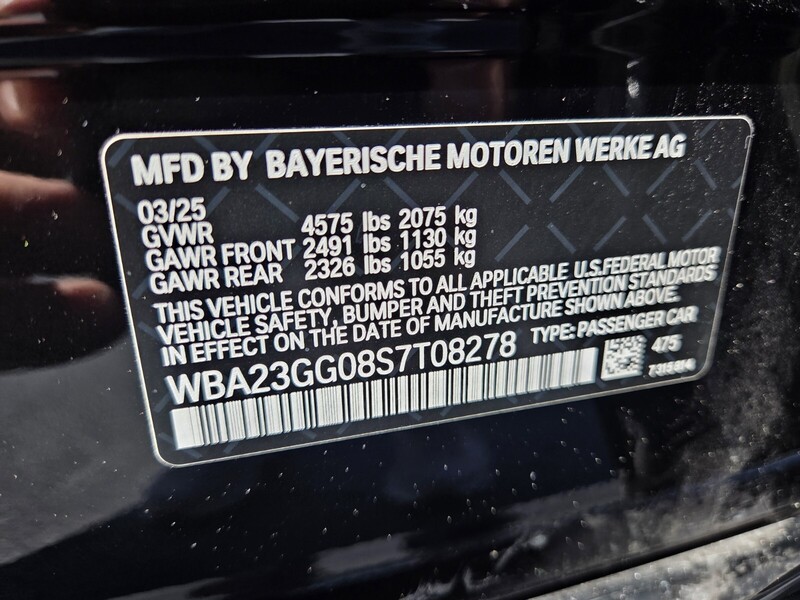 MFD BY BAYERISCHE MOTOREN WERKE AG
03/25
GVWR 4575 lbs 2075 kg
GAWR FRONT 2491 lbs 1130 kg
GAWR REAR 2326 lbs 1055 kg
THIS VEHICLE CONFORMS TO ALL APPLICABLE U.S. FEDERAL MOTOR
VEHICLE SAFETY, BUMPER AND THEFT PREVENTION STANDARDS
IN EFFECT ON THE DATE OF MANUFACTURE SHOWN ABOVE.
WBA23GG08S7T08278 TYPE: PASSENGER CAR
475